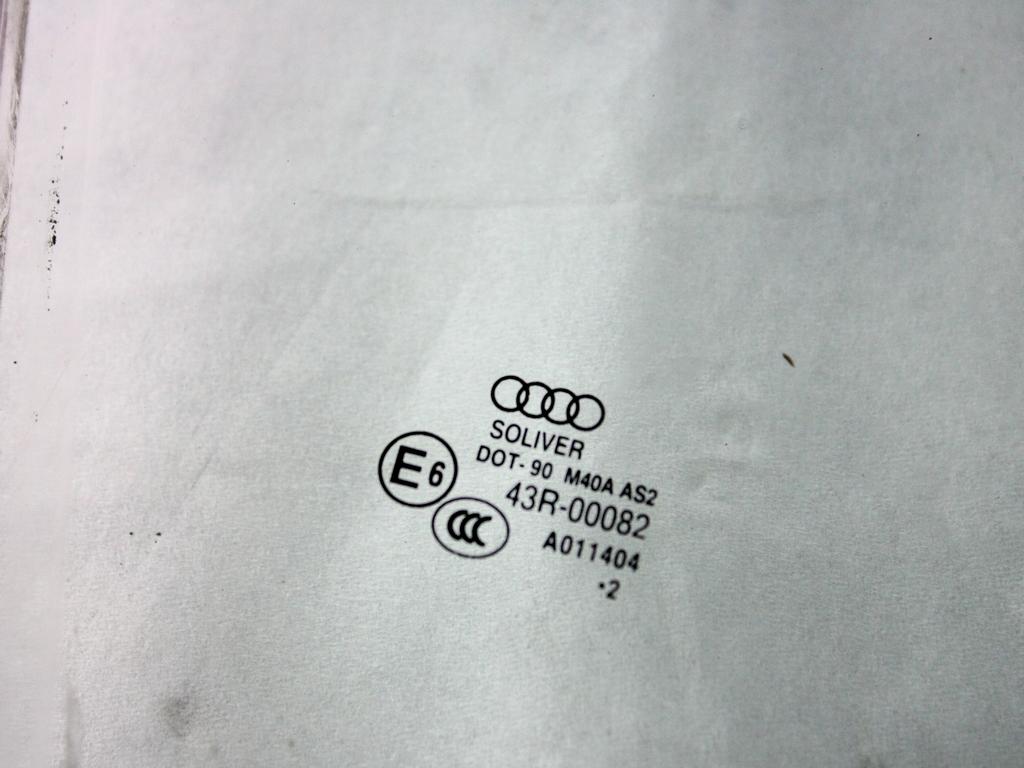 SOLIVER
DOT-90 M40A AS2
E6
43R-00082
CCC
A011404
·2